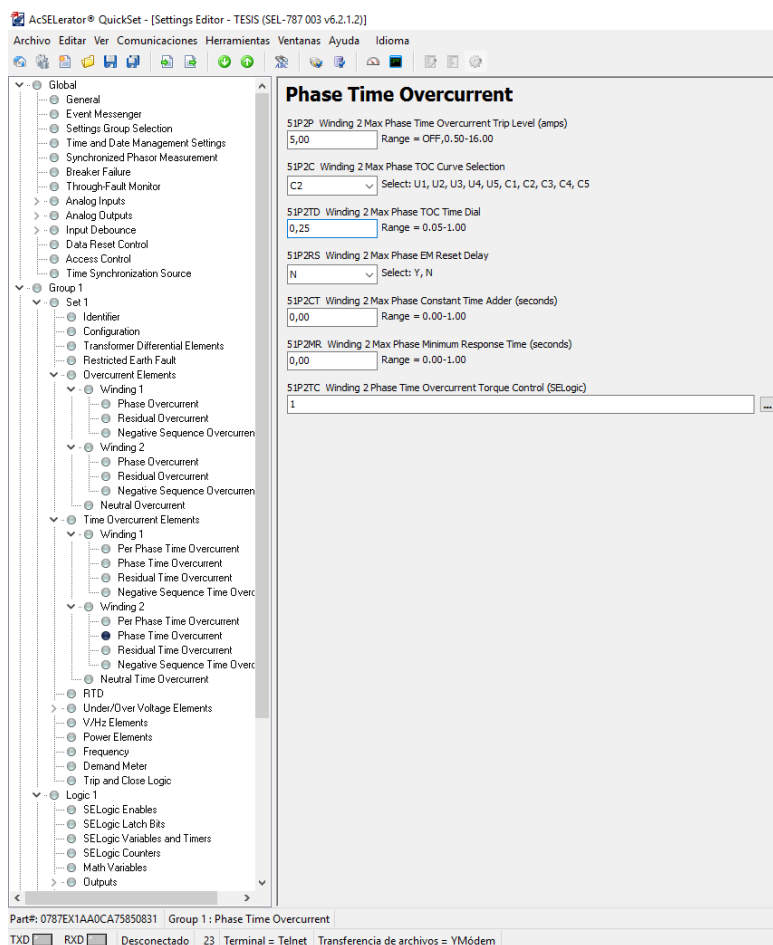 AcSELerator® QuickSet - [Settings Editor - TESIS (SEL-787 003 v6.2.1.2)]
Archivo Editar Ver Comunicaciones Herramientas Ventanas Ayuda Idioma
Global
General
Event Messenger
Settings Group Selection
Time and Date Management Settings
Synchronized Phasor Measurement
Breaker Failure
Through-Fault Monitor
Analog Inputs
Analog Outputs
Input Debounce
Data Reset Control
Access Control
Time Synchronization Source
Group 1
Set 1
Identifier
Configuration
Transformer Differential Elements
Restricted Earth Fault
Overcurrent Elements
Winding 1
Phase Overcurrent
Residual Overcurrent
Negative Sequence Overcurren
Winding 2
Phase Overcurrent
Residual Overcurrent
Negative Sequence Overcurren
Neutral Overcurrent
Time Overcurrent Elements
Winding 1
Per Phase Time Overcurrent
Phase Time Overcurrent
Residual Time Overcurrent
Negative Sequence Time Overc
Winding 2
Per Phase Time Overcurrent
Phase Time Overcurrent
Residual Time Overcurrent
Negative Sequence Time Overc
Neutral Time Overcurrent
RTD
Under/Over Voltage Elements
V/Hz Elements
Power Elements
Frequency
Demand Meter
Trip and Close Logic
Logic 1
SELogic Enables
SELogic Latch Bits
SELogic Variables and Timers
SELogic Counters
Math Variables
Outputs
Phase Time Overcurrent
51P2P Winding 2 Max Phase Time Overcurrent Trip Level (amps)
5,00 Range = OFF,0.50-16.00
51P2C Winding 2 Max Phase TOC Curve Selection
C2 Select: U1, U2, U3, U4, U5, C1, C2, C3, C4, C5
51P2TD Winding 2 Max Phase TOC Time Dial
0,25 Range = 0.05-1.00
51P2RS Winding 2 Max Phase EM Reset Delay
N Select: Y, N
51P2CT Winding 2 Max Phase Constant Time Adder (seconds)
0,00 Range = 0.00-1.00
51P2MR Winding 2 Max Phase Minimum Response Time (seconds)
0,00 Range = 0.00-1.00
51P2TC Winding 2 Phase Time Overcurrent Torque Control (SELogic)
1 ...
Part#: 0787EX1AA0CA75850831 Group 1 : Phase Time Overcurrent
TXD RXD Desconectado 23 Terminal = Telnet Transferencia de archivos = YMódem